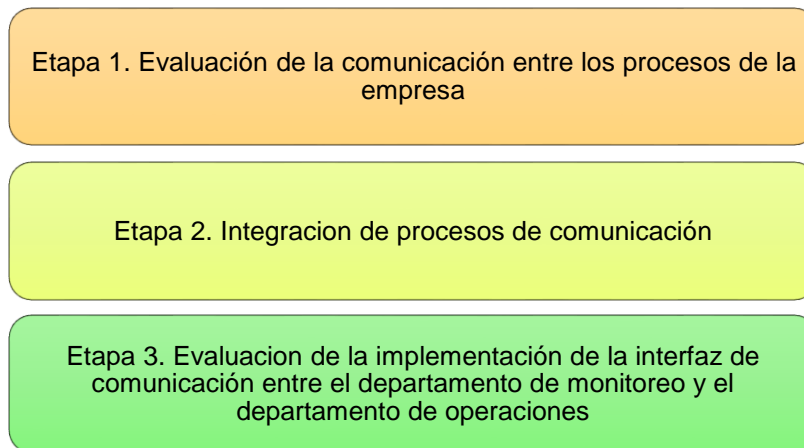 Etapa 1. Evaluación de la comunicación entre los procesos de la
empresa
Etapa 2. Integracion de procesos de comunicación
Etapa 3. Evaluacion de la implementación de la interfaz de
comunicación entre el departamento de monitoreo y el
departamento de operaciones